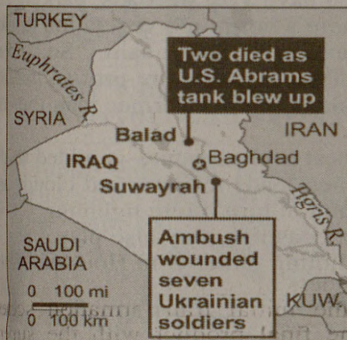 TURKEY
Euphrates R.
Two died as
U.S. Abrams
tank blew up
SYRIA
IRAN
Balad
IRAQ
Baghdad
Suwayrah
Tigris R.
SAUDI
ARABIA
Ambush
wounded
seven
Ukrainian
soldiers
KUW.
0 100 mi
0 100 km